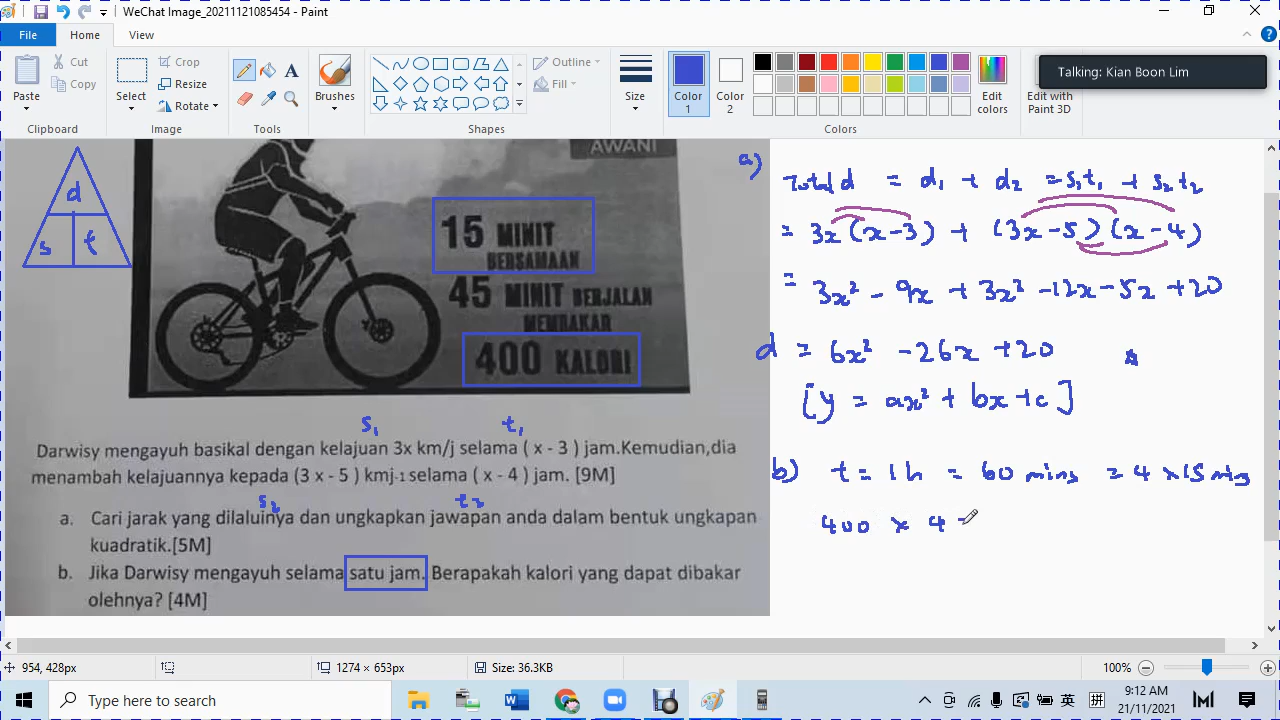 WeChat Image_20211121085454 - Paint
File Home View
Cut
Copy
Paste
Clipboard
Crop
Resize
Rotate
Select
Image
Tools
Brushes
Outline
Fill
Shapes
Size
Color 1
Color 2
Colors
Edit colors
Edit with Paint 3D
Talking: Kian Boon Lim
AWANI
d
s t
15 MINIT
BERSAMAAN
45 MINIT BERJALAN
MEMBAKAR
400 KALORI
s₁ t₁
Darwisy mengayuh basikal dengan kelajuan 3x km/j selama ( x - 3 ) jam.Kemudian,dia
menambah kelajuannya kepada (3 x - 5 ) kmj-1 selama ( x - 4 ) jam. [9M]
s₂ t₂
a. Cari jarak yang dilaluinya dan ungkapkan jawapan anda dalam bentuk ungkapan
kuadratik.[5M]
b. Jika Darwisy mengayuh selama satu jam. Berapakah kalori yang dapat dibakar
olehnya? [4M]
a) Total d = d₁ + d₂ = s₁t₁ + s₂t₂
= 3x (x-3) + (3x-5) (x-4)
= 3x² - 9x + 3x² -12x - 5x +20
d = 6x² -26x +20
[y = ax² + bx+c]
b) t = 1h = 60 mins = 4 x 15 mins
400 x 4 -
954, 428px
1274 × 653px
Size: 36.3KB
100%
Type here to search
英
拼
9:12 AM
21/11/2021